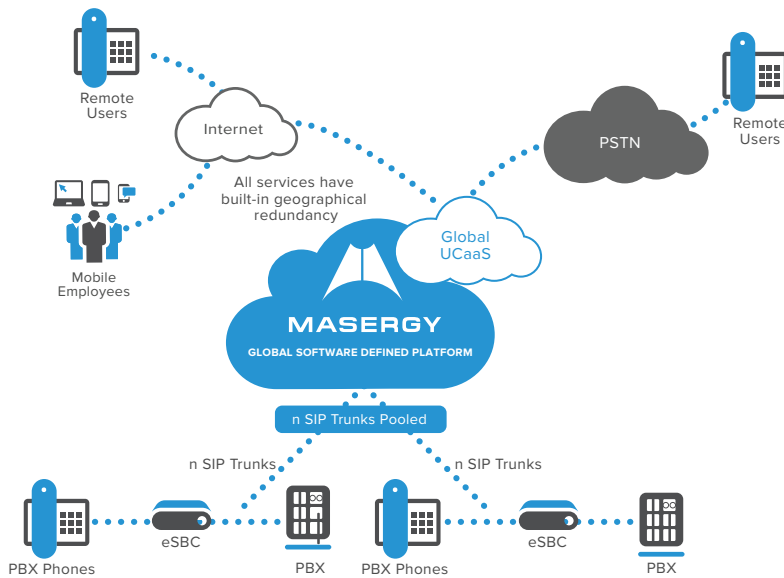 Remote
Users
Internet
PSTN
Remote
Users
All services have
built-in geographical
redundancy
Mobile
Employees
Global
UCaaS
MASERGY
GLOBAL SOFTWARE DEFINED PLATFORM
n SIP Trunks Pooled
n SIP Trunks
n SIP Trunks
PBX Phones
eSBC
PBX
PBX Phones
eSBC
PBX